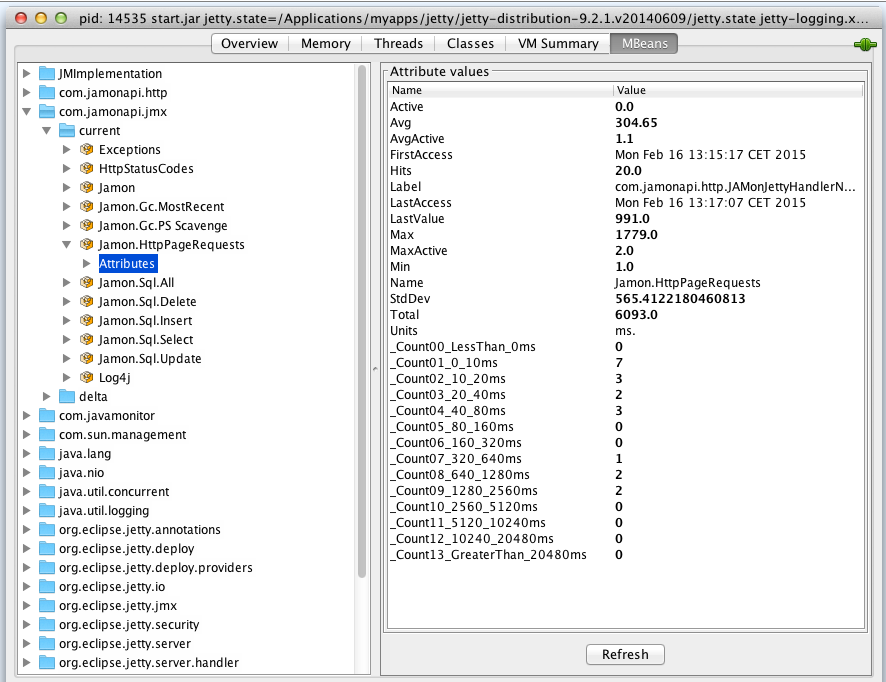 pid: 14535 start.jar jetty.state=/Applications/myapps/jetty/jetty-distribution-9.2.1.v20140609/jetty.state jetty-logging.x...
Overview Memory Threads Classes VM Summary MBeans
JMImplementation
com.jamonapi.http
com.jamonapi.jmx
current
Exceptions
HttpStatusCodes
Jamon
Jamon.Gc.MostRecent
Jamon.Gc.PS Scavenge
Jamon.HttpPageRequests
Attributes
Jamon.Sql.All
Jamon.Sql.Delete
Jamon.Sql.Insert
Jamon.Sql.Select
Jamon.Sql.Update
Log4j
delta
com.javamonitor
com.sun.management
java.lang
java.nio
java.util.concurrent
java.util.logging
org.eclipse.jetty.annotations
org.eclipse.jetty.deploy
org.eclipse.jetty.deploy.providers
org.eclipse.jetty.io
org.eclipse.jetty.jmx
org.eclipse.jetty.security
org.eclipse.jetty.server
org.eclipse.jetty.server.handler
Attribute values
Name Value
Active 0.0
Avg 304.65
AvgActive 1.1
FirstAccess Mon Feb 16 13:15:17 CET 2015
Hits 20.0
Label com.jamonapi.http.JAMonJettyHandlerN...
LastAccess Mon Feb 16 13:17:07 CET 2015
LastValue 991.0
Max 1779.0
MaxActive 2.0
Min 1.0
Name Jamon.HttpPageRequests
StdDev 565.4122180460813
Total 6093.0
Units ms.
_Count00_LessThan_0ms 0
_Count01_0_10ms 7
_Count02_10_20ms 3
_Count03_20_40ms 2
_Count04_40_80ms 3
_Count05_80_160ms 0
_Count06_160_320ms 0
_Count07_320_640ms 1
_Count08_640_1280ms 2
_Count09_1280_2560ms 2
_Count10_2560_5120ms 0
_Count11_5120_10240ms 0
_Count12_10240_20480ms 0
_Count13_GreaterThan_20480ms 0
Refresh